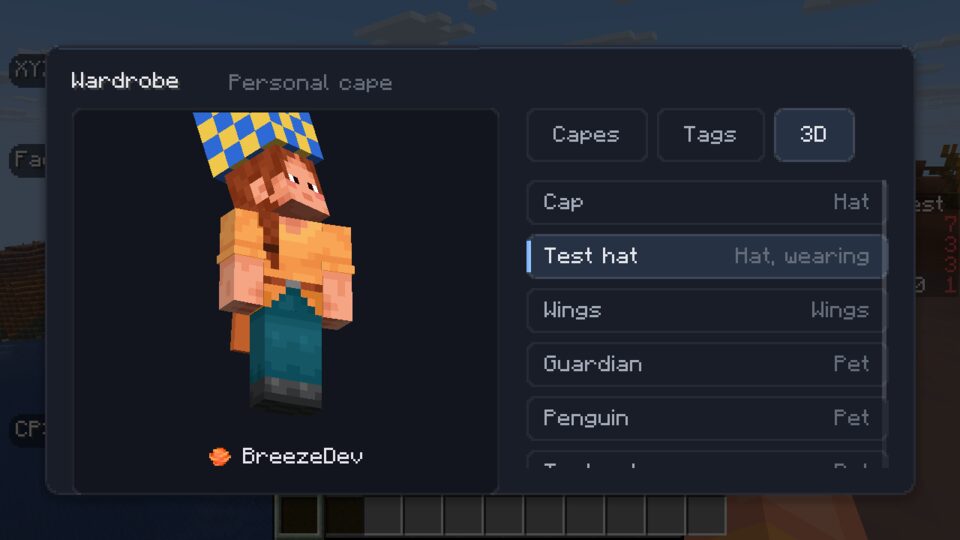 Wardrobe
Personal cape
Capes
Tags
3D
Cap
Hat
Test hat
Hat, wearing
Wings
Wings
Guardian
Pet
Penguin
Pet
BreezeDev